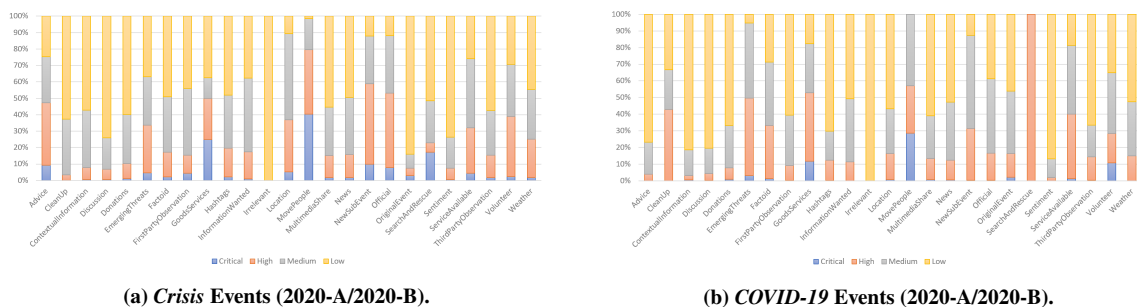 100%
90%
80%
70%
60%
50%
40%
30%
20%
10%
0%
Advice
CleanUp
ContextualInformation
Discussion
Donations
EmergingThreats
Factoid
FirstPartyObservation
GoodsServices
Hashtags
InformationWanted
Irrelevant
Location
MovePeople
MultimediaShare
News
NewSubEvent
Official
OriginalEvent
SearchAndRescue
Sentiment
ServiceAvailable
ThirdPartyObservation
Volunteer
Weather
Critical High Medium Low
(a) Crisis Events (2020-A/2020-B).
100%
90%
80%
70%
60%
50%
40%
30%
20%
10%
0%
Advice
CleanUp
ContextualInformation
Discussion
Donations
EmergingThreats
Factoid
FirstPartyObservation
GoodsServices
Hashtags
InformationWanted
Irrelevant
Location
MovePeople
MultimediaShare
News
NewSubEvent
Official
OriginalEvent
SearchAndRescue
Sentiment
ServiceAvailable
ThirdPartyObservation
Volunteer
Weather
Critical High Medium Low
(b) COVID-19 Events (2020-A/2020-B).